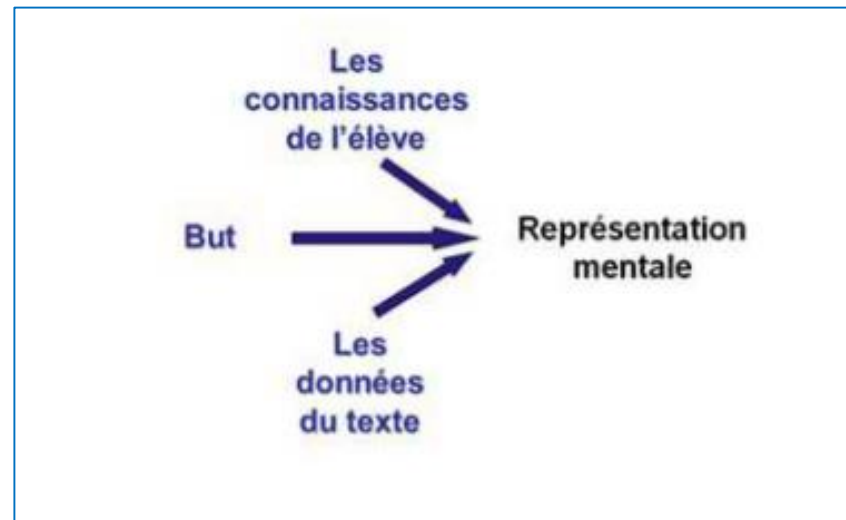 Les
connaissances
de l'élève
But
Représentation
mentale
Les
données
du texte